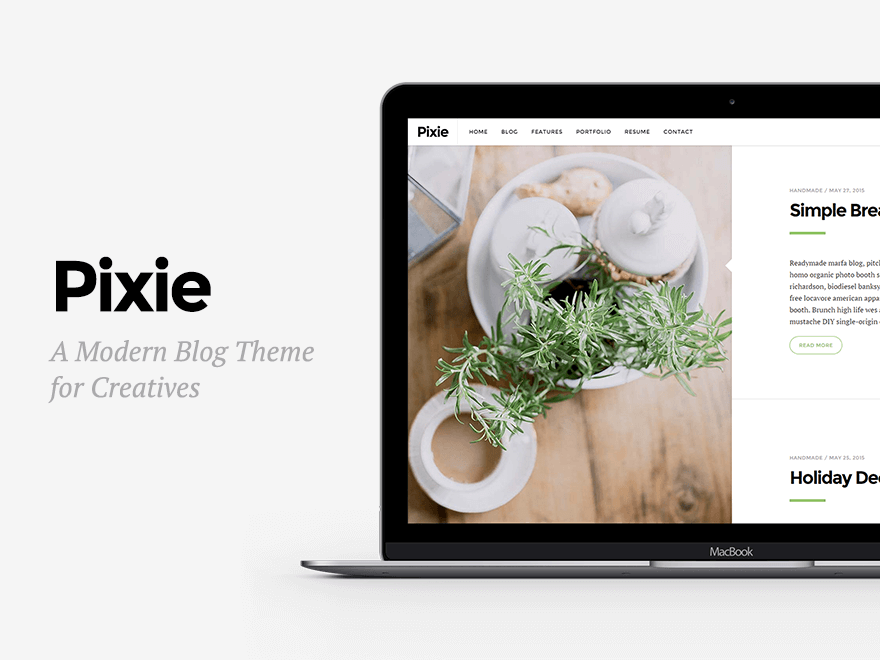 Pixie
A Modern Blog Theme
for Creatives
Pixie HOME BLOG FEATURES PORTFOLIO RESUME CONTACT
HANDMADE / MAY 27, 2015
Simple Brea
Readymade marfa blog, pitch
homo organic photo booth s
richardson, biodiesel banksy
free locavore american appa
booth. Brunch high life wes a
mustache DIY single-origin
READ MORE
HANDMADE / MAY 25, 2015
Holiday Dec
MacBook